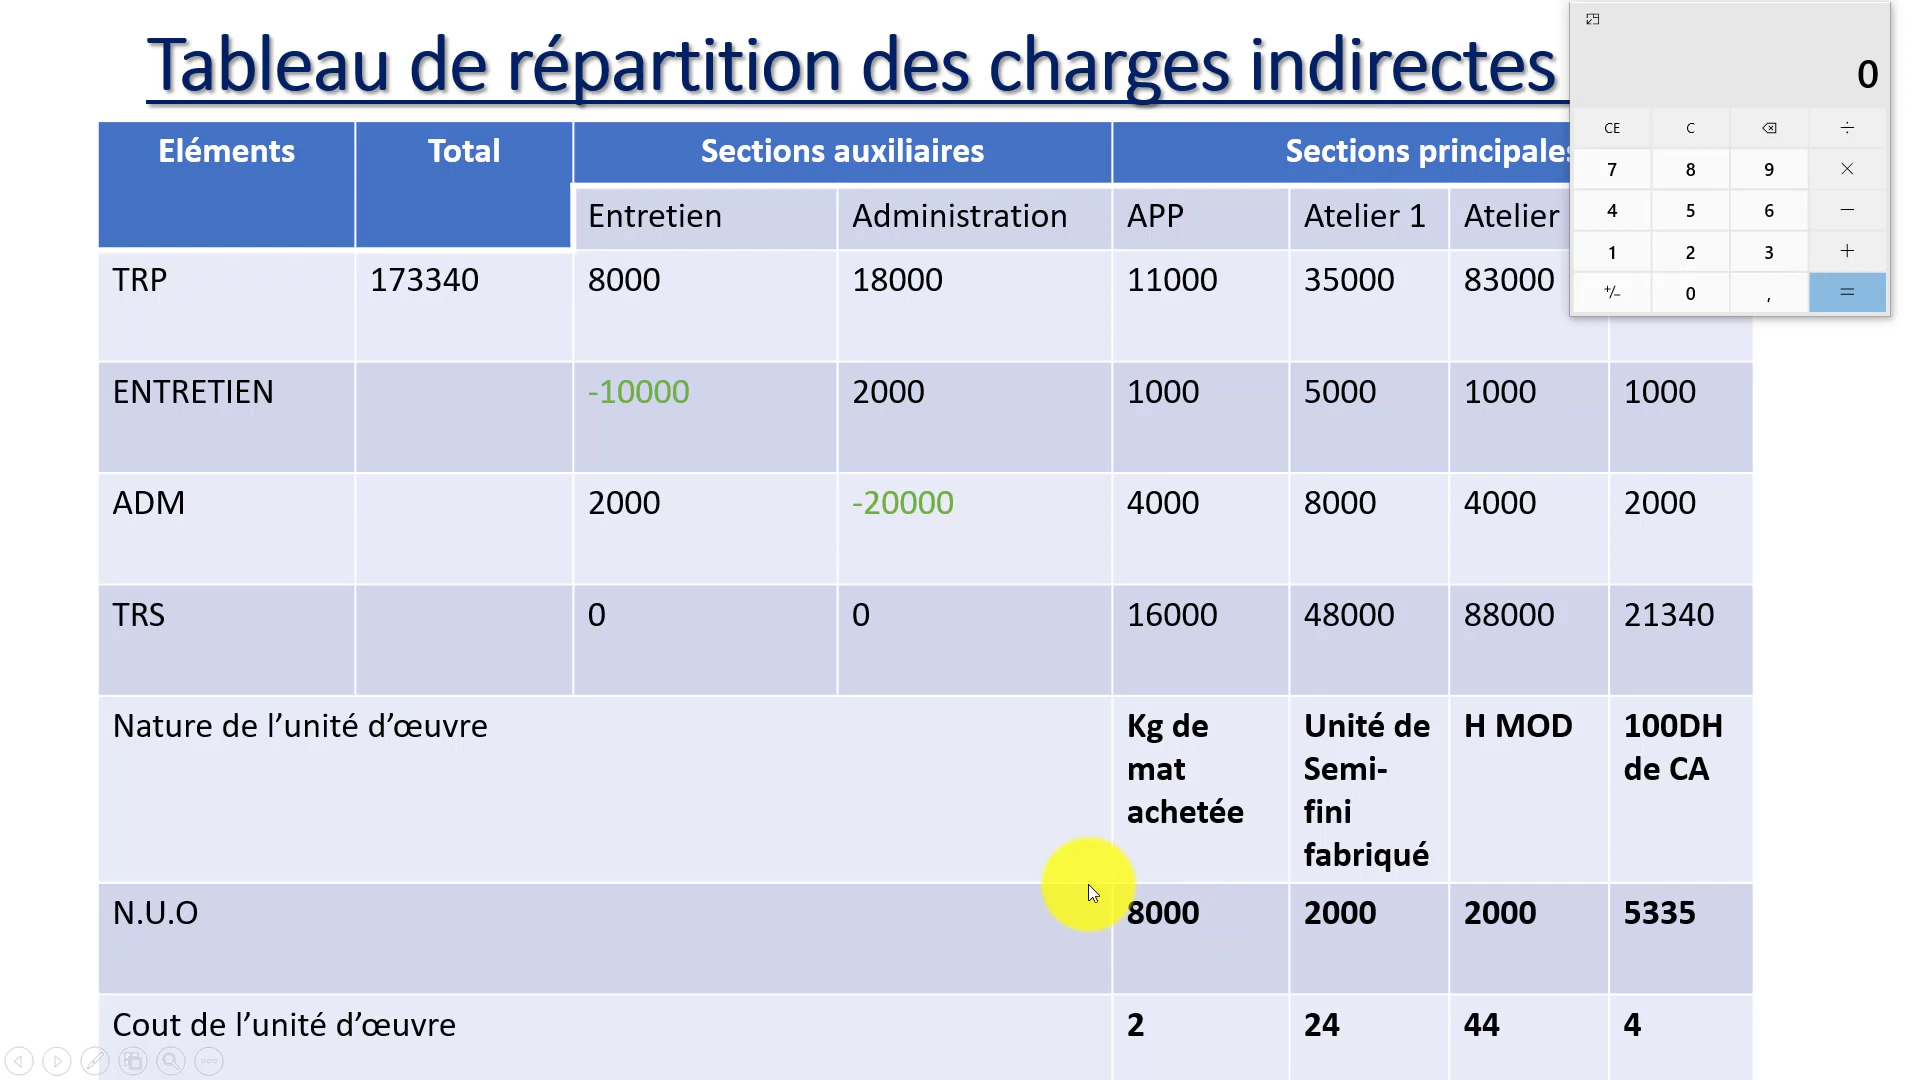 Tableau de répartition des charges indirectes
Eléments Total Sections auxiliaires Sections principales
Entretien Administration APP Atelier 1 Atelier
TRP 173340 8000 18000 11000 35000 83000
ENTRETIEN -10000 2000 1000 5000 1000 1000
ADM 2000 -20000 4000 8000 4000 2000
TRS 0 0 16000 48000 88000 21340
Nature de l’unité d’œuvre
Kg de
mat
achetée
Unité de
Semi-
fini
fabriqué
H MOD
100DH
de CA
N.U.O 8000 2000 2000 5335
Cout de l’unité d’œuvre 2 24 44 4
0
CE C ⌫ ÷
7 8 9 ×
4 5 6 −
1 2 3 +
+/− 0 , =